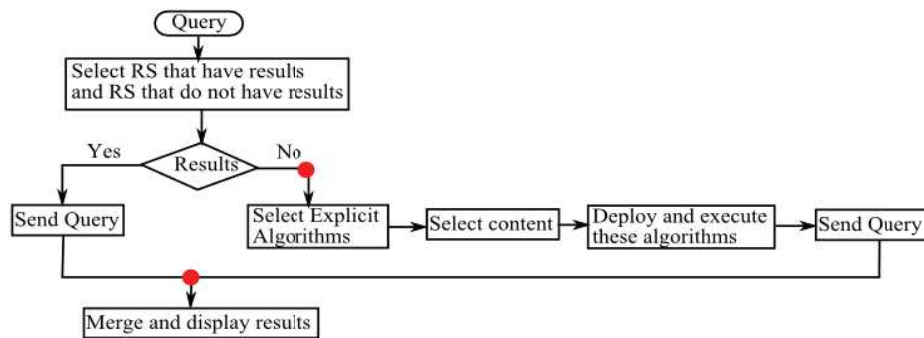 Query
Select RS that have results
and RS that do not have results
Yes
Results
No
Send Query
Select Explicit
Algorithms
Select content
Deploy and execute
these algorithms
Send Query
Merge and display results